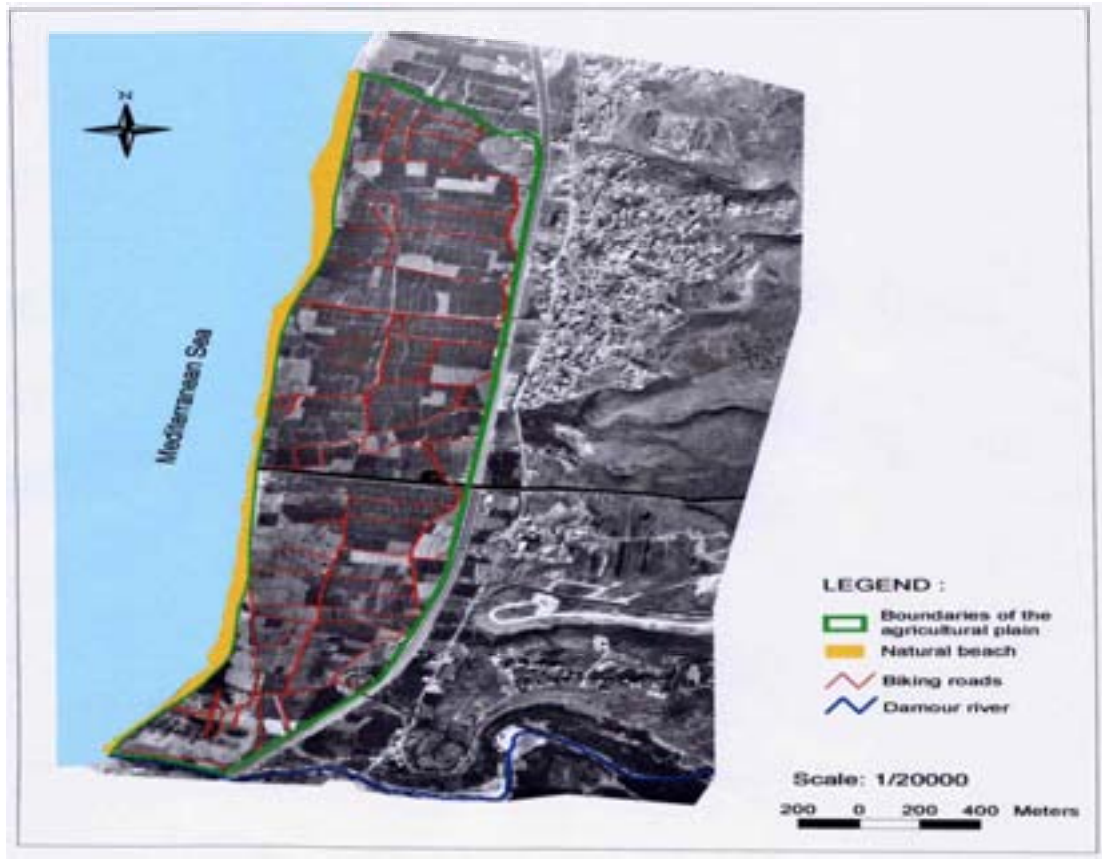 N
Mediterranean Sea
LEGEND :
Boundaries of the
agricultural plain
Natural beach
Biking roads
Damour river
Scale: 1/20000
200 0 200 400 Meters